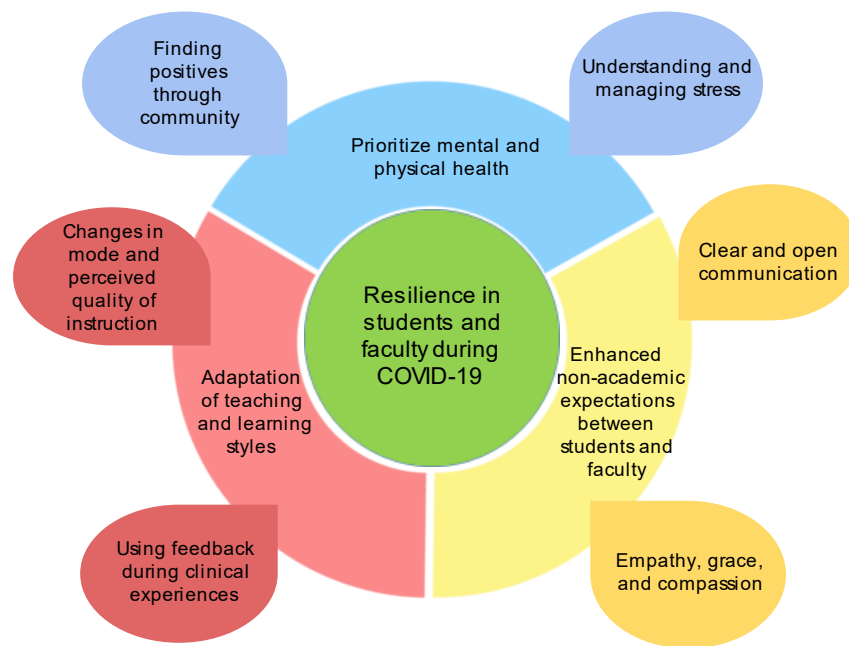 Finding
positives
through
community
Understanding and
managing stress
Prioritize mental and
physical health
Changes in
mode and
perceived
quality of
instruction
Clear and open
communication
Resilience in
students and
faculty during
COVID-19
Adaptation
of teaching
and learning
styles
Enhanced
non-academic
expectations
between
students and
faculty
Using feedback
during clinical
experiences
Empathy, grace,
and compassion